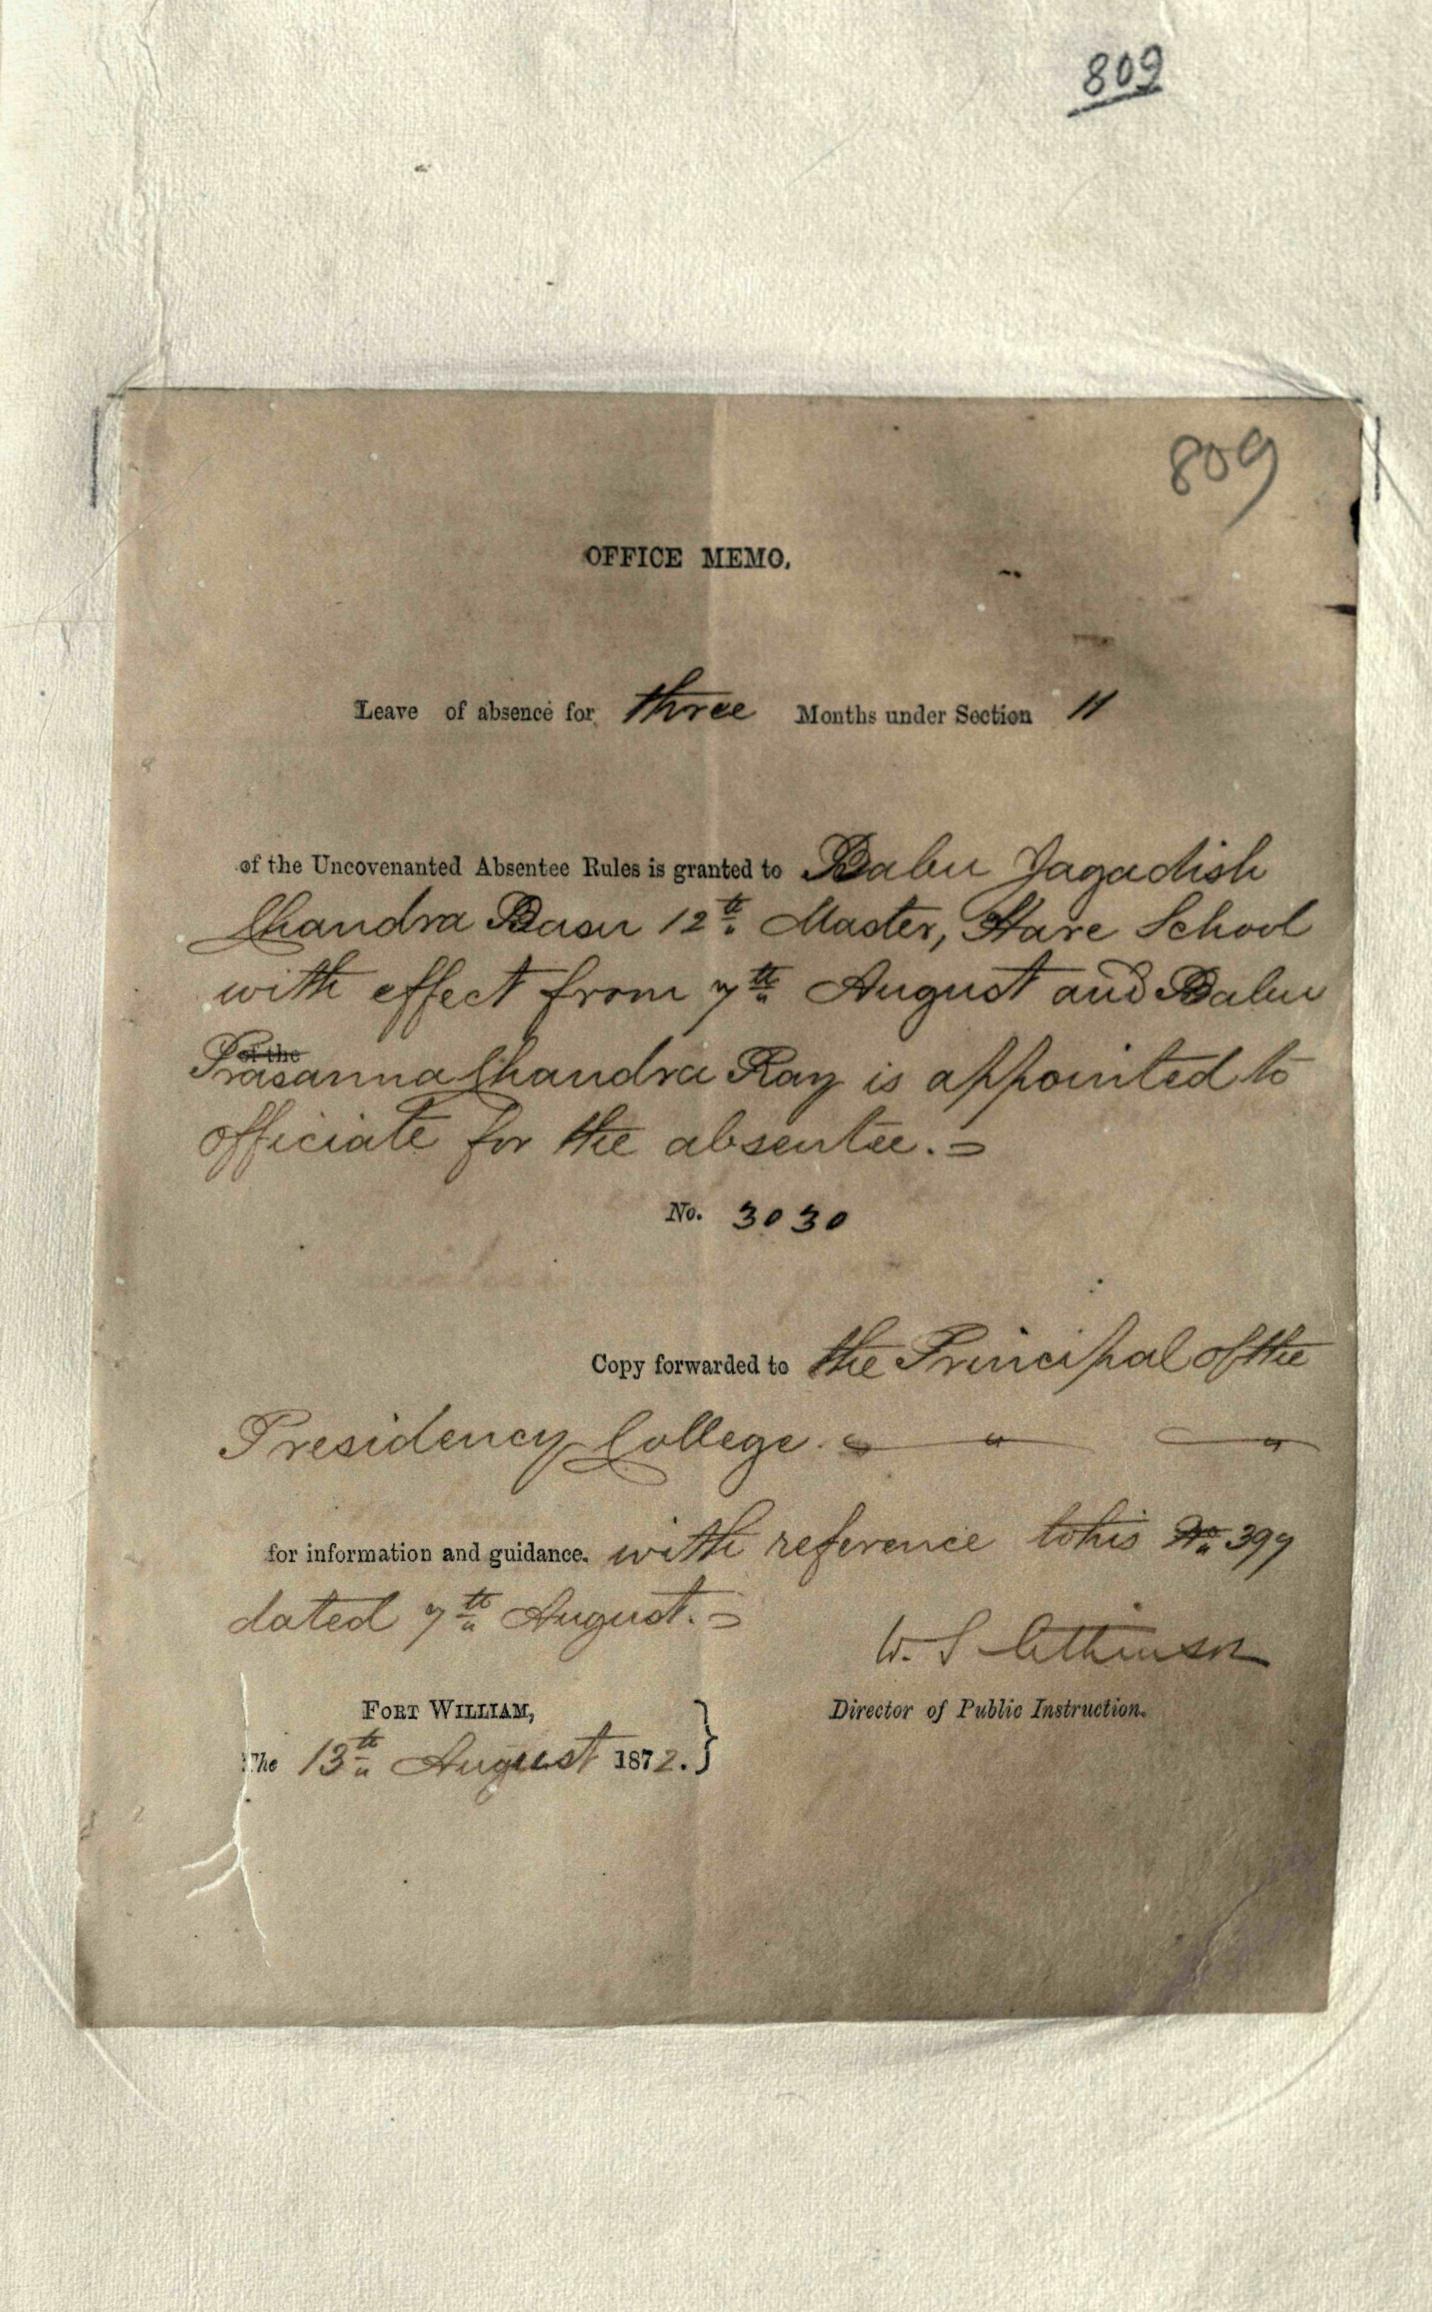 809
809
OFFICE MEMO.
Leave of absence for three Months under Section 11
of the Uncovenanted Absentee Rules is granted to Babu Jagadish
Chandra Basu 12th Master, Hare School
with effect from 7th August and Babu
of the
Prasanna Chandra Ray is appointed to
officiate for the absentee. =
No. 3030
Copy forwarded to the Principal of the
Presidency College.
for information and guidance. with reference to his No 397
dated 7th August. =
W. S Atkinson
FORT WILLIAM,
Director of Public Instruction.
The 13th August 1872.}